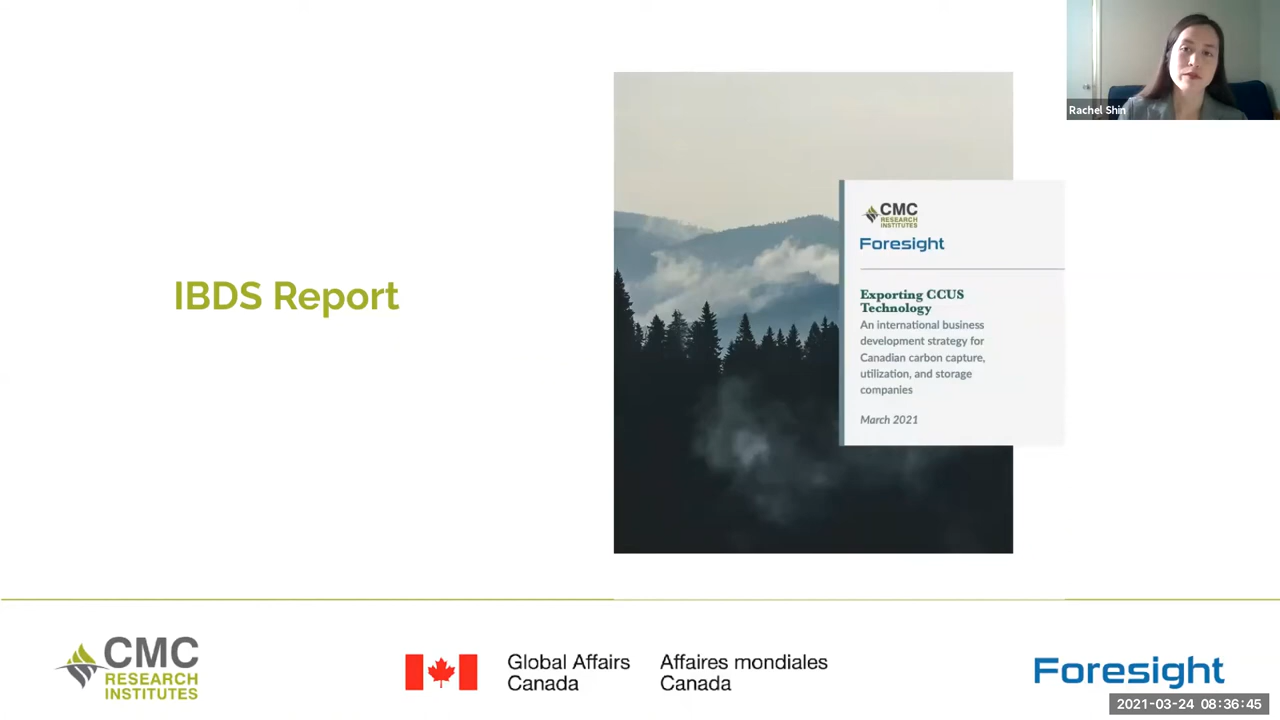 Rachel Shin
IBDS Report
CMC
RESEARCH
INSTITUTES
Foresight
Exporting CCUS
Technology
An international business
development strategy for
Canadian carbon capture,
utilization, and storage
companies
March 2021
CMC
RESEARCH
INSTITUTES
Global Affairs
Canada
Affaires mondiales
Canada
Foresight
2021-03-24 08:36:45